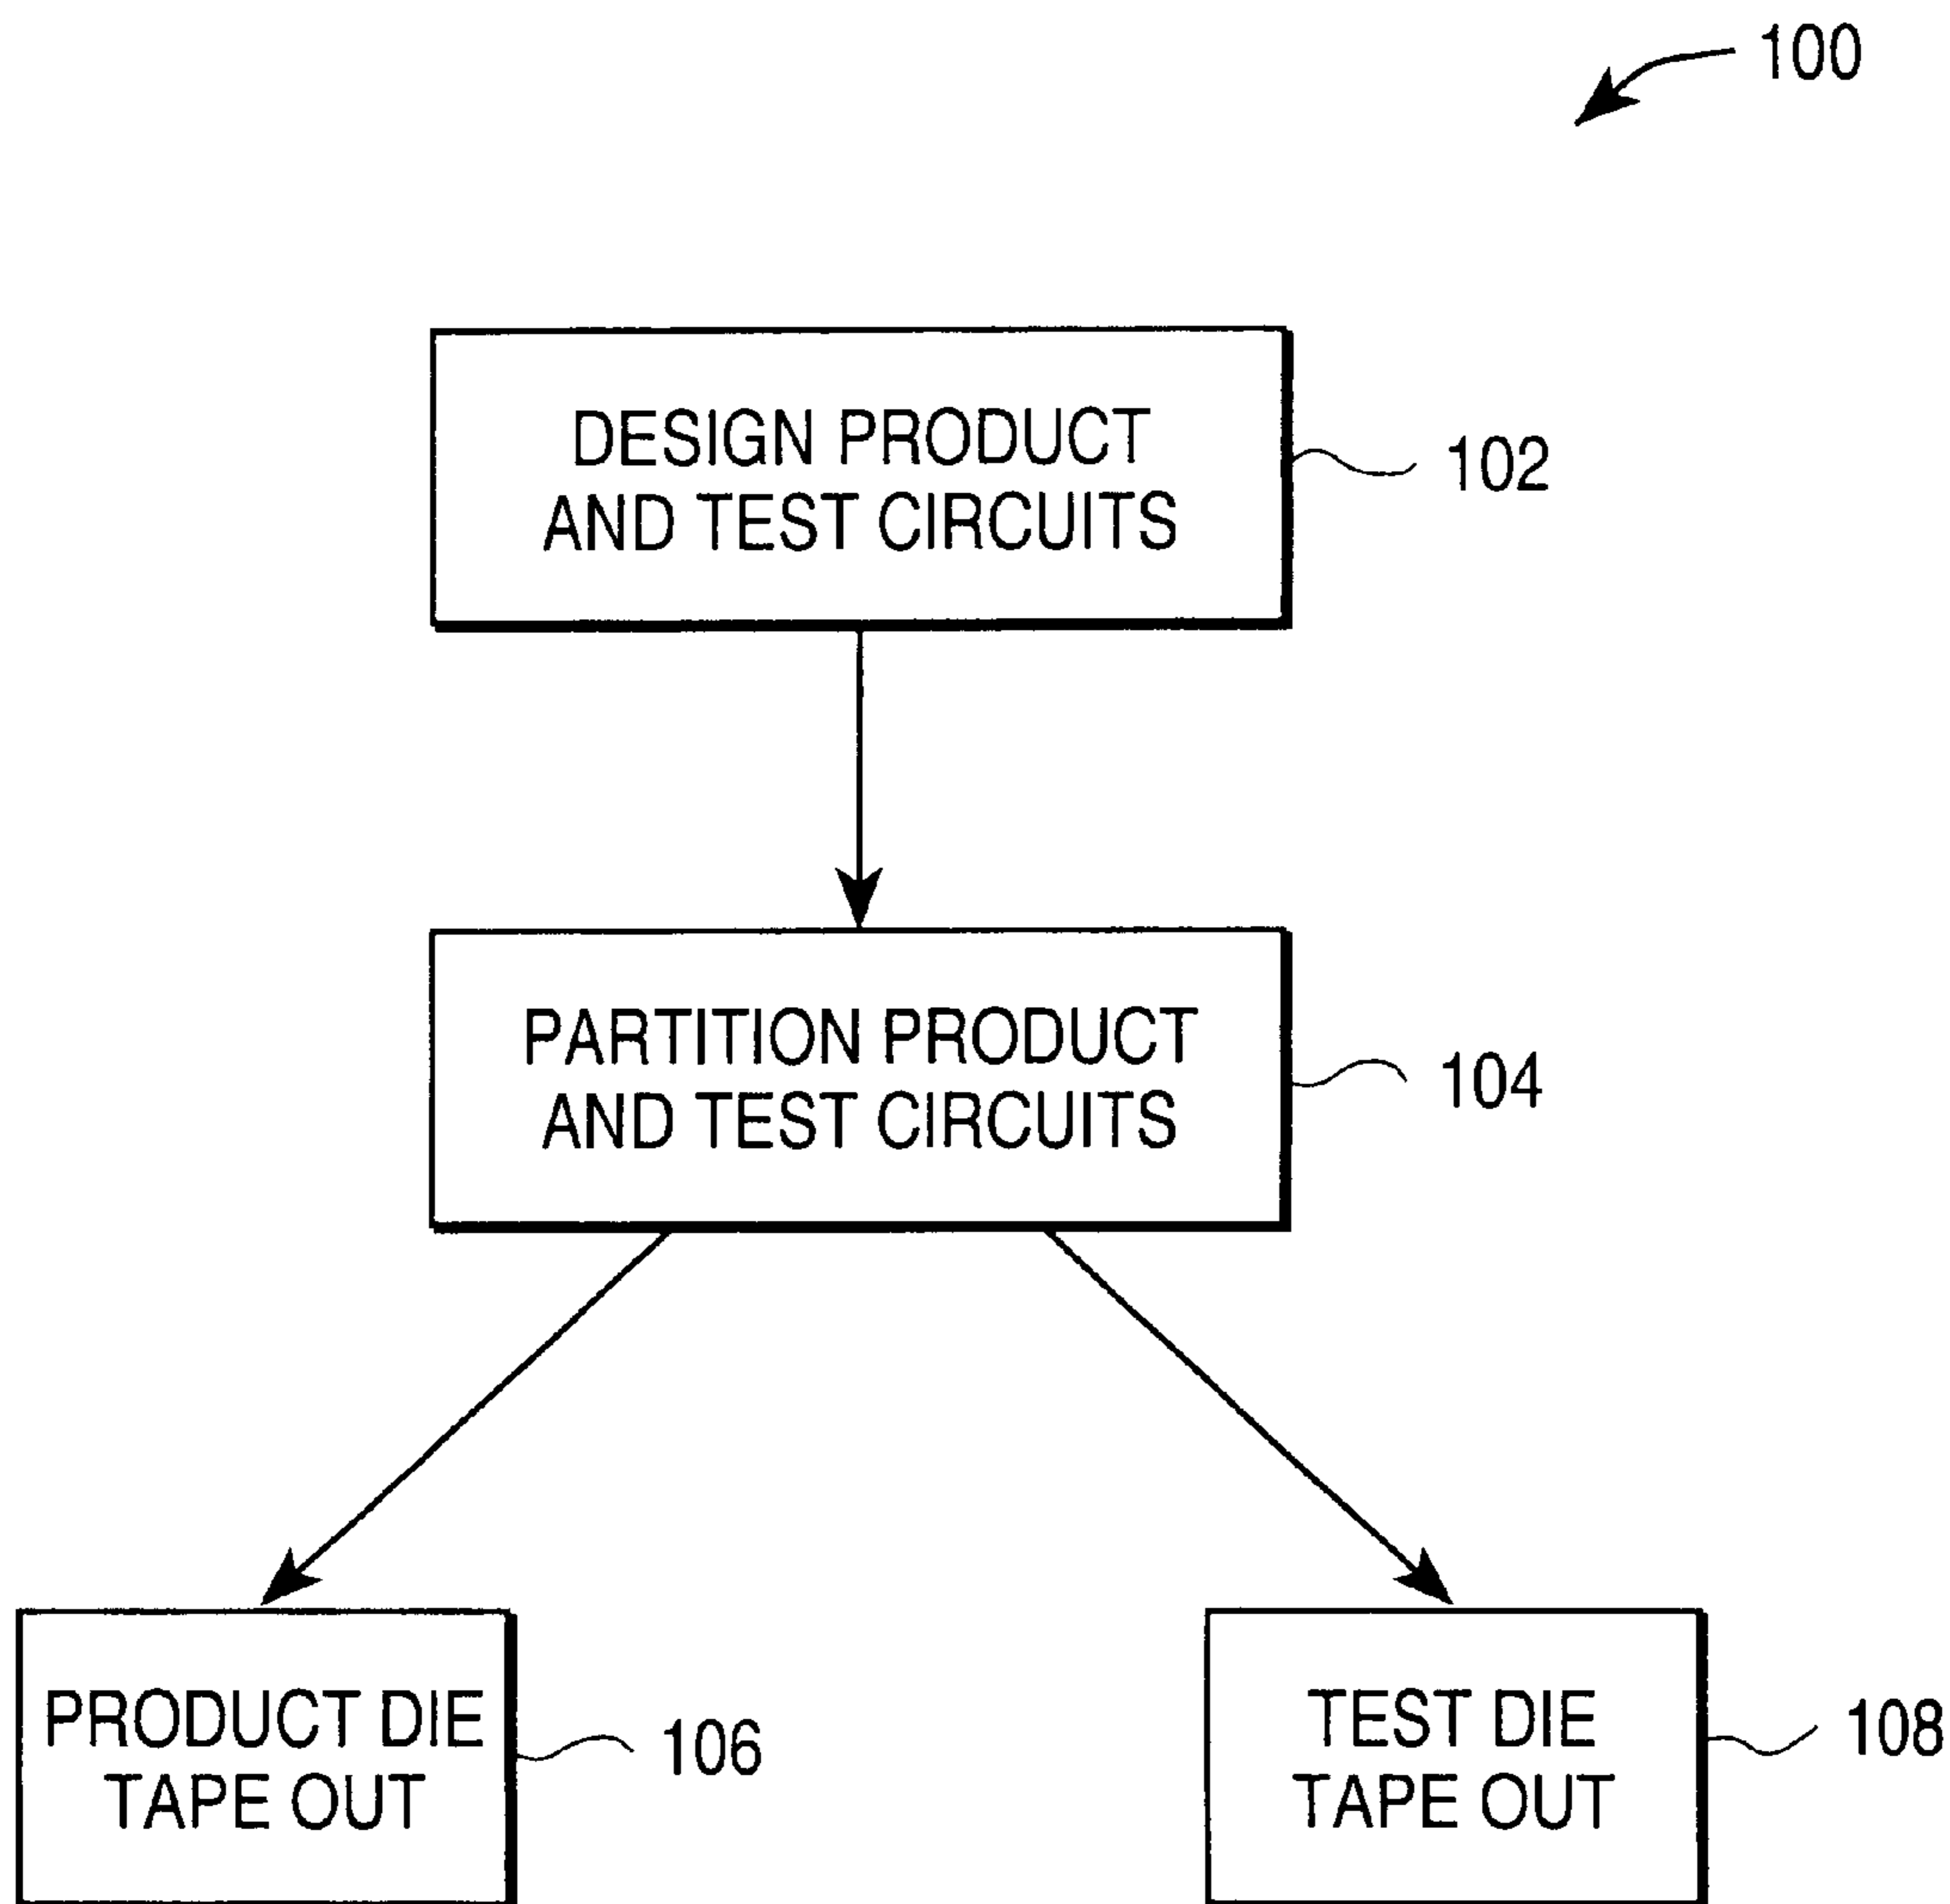 100
DESIGN PRODUCT
AND TEST CIRCUITS
102
PARTITION PRODUCT
AND TEST CIRCUITS
104
PRODUCT DIE
TAPE OUT
106
TEST DIE
TAPE OUT
108